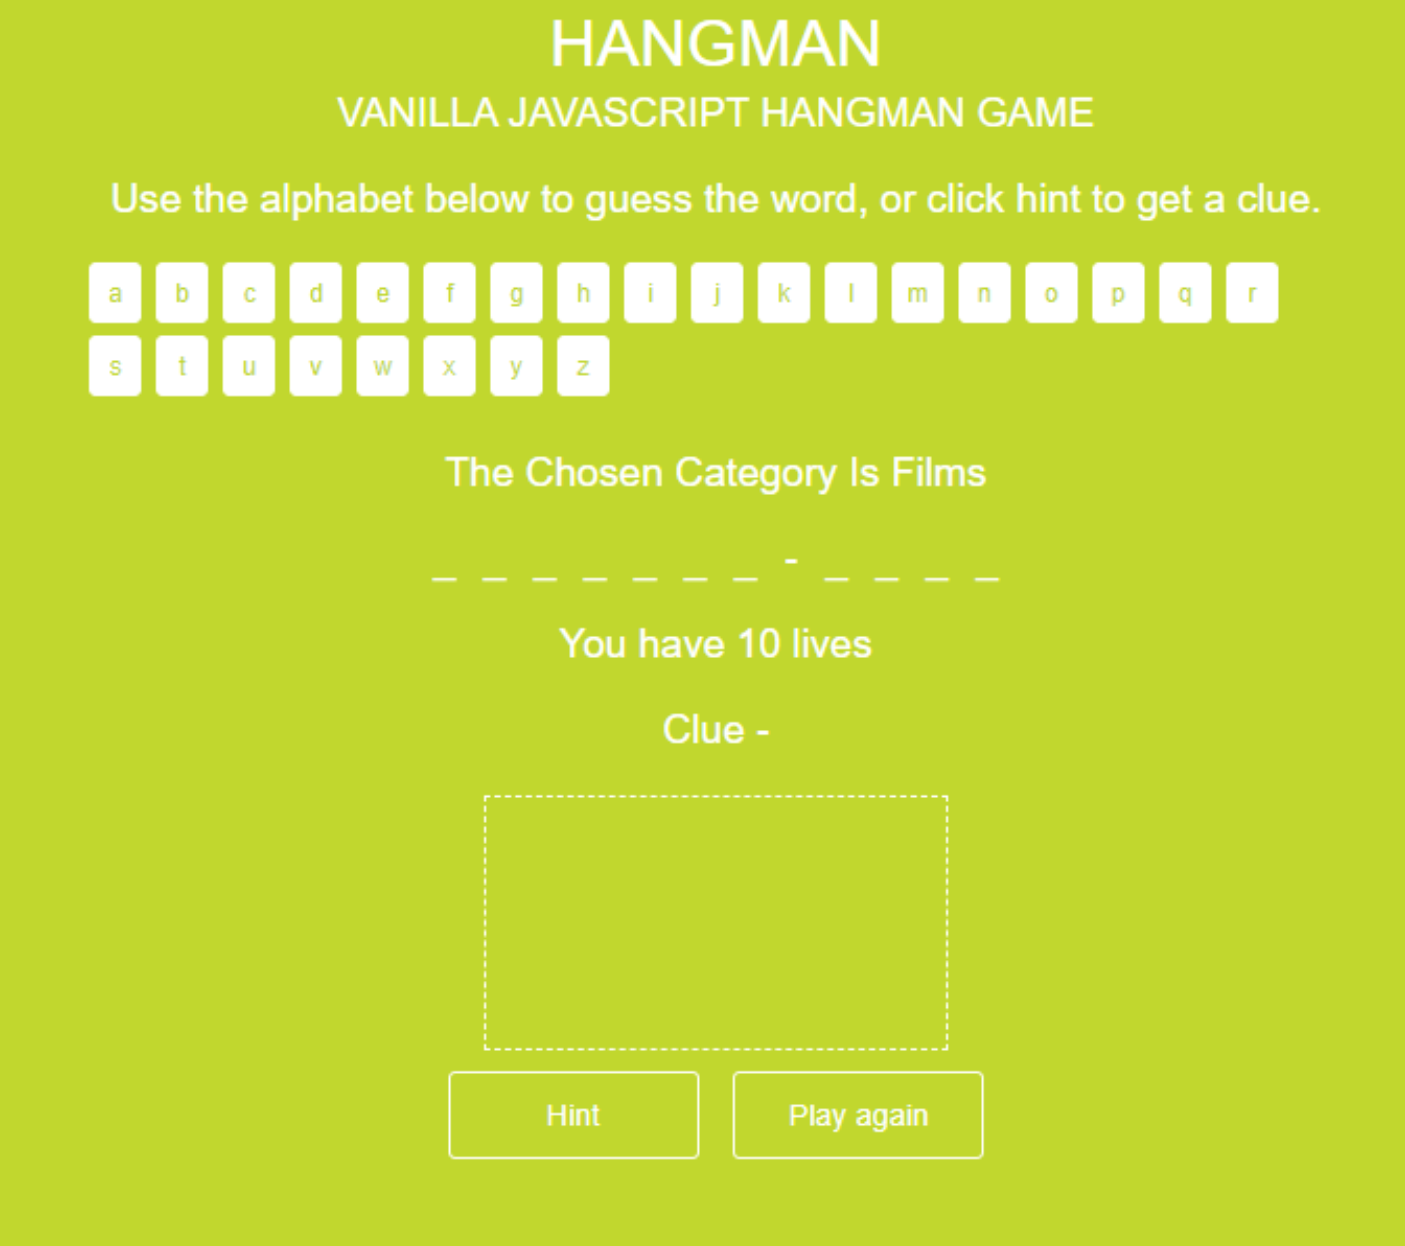 HANGMAN
VANILLA JAVASCRIPT HANGMAN GAME
Use the alphabet below to guess the word, or click hint to get a clue.
a b c d e f g h i j k l m n o p q r
s t u v w x y z
The Chosen Category Is Films
_ _ _ _ _ _ _ - _ _ _ _
You have 10 lives
Clue -
Hint Play again